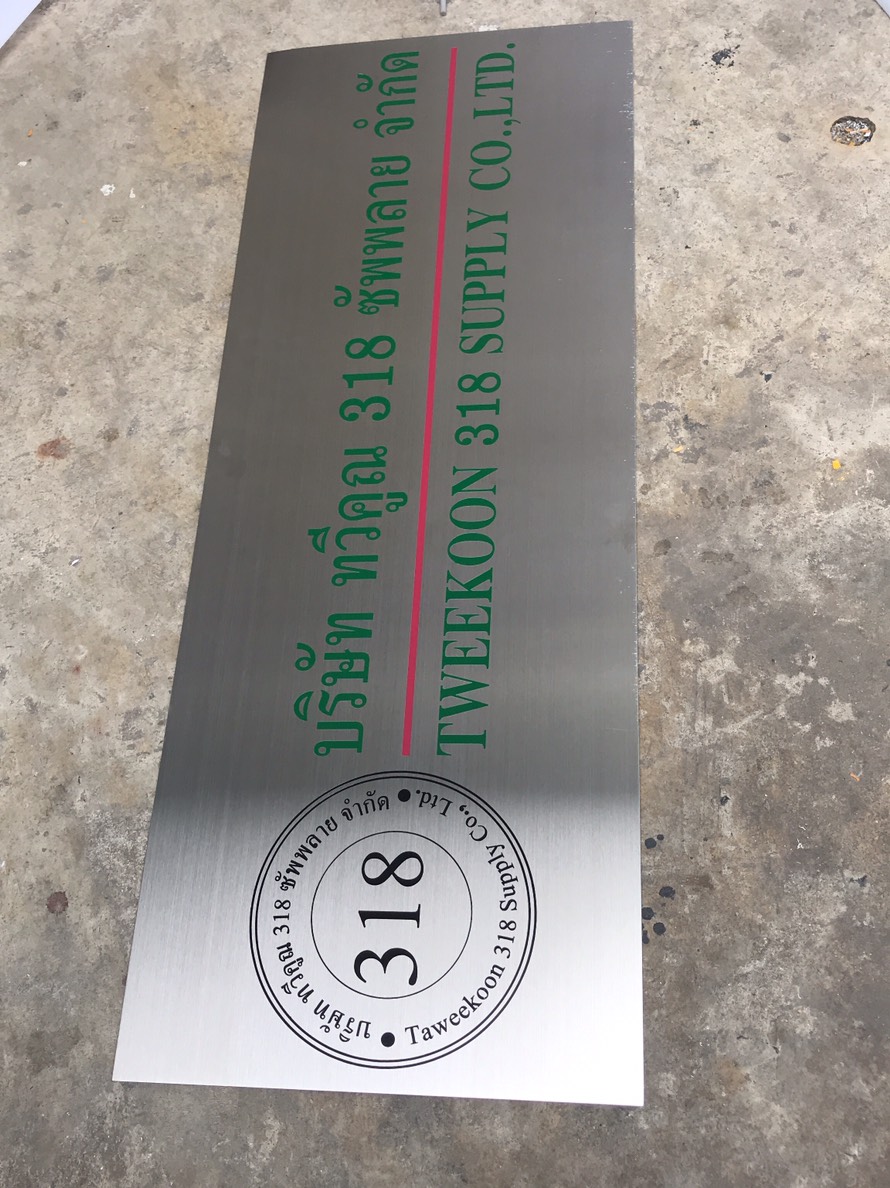 บริษัท ทวีคูณ 318 ซัพพลาย จำกัด
TWEEKOON 318 SUPPLY CO.,LTD.
บริษัท ทวีคูณ 318 ซัพพลาย จำกัด
318
Taweekoon 318 Supply Co., Ltd.